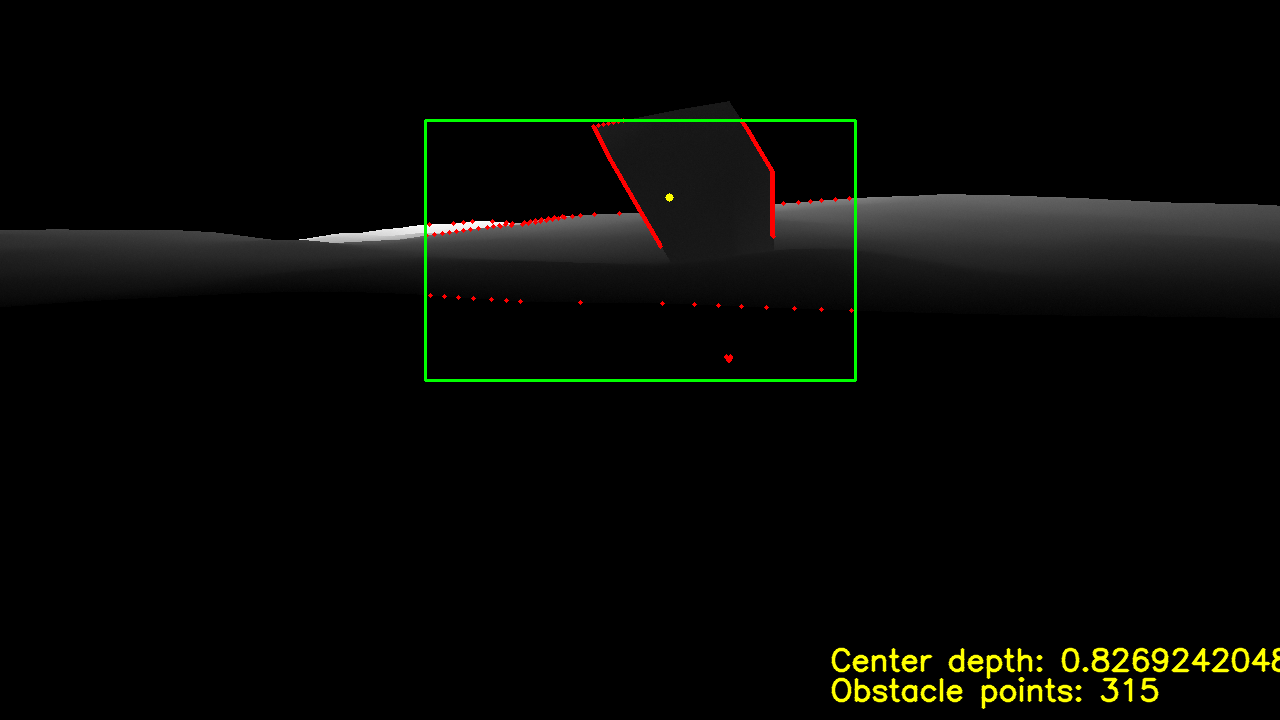 Center depth: 0.8269242048
Obstacle points: 315